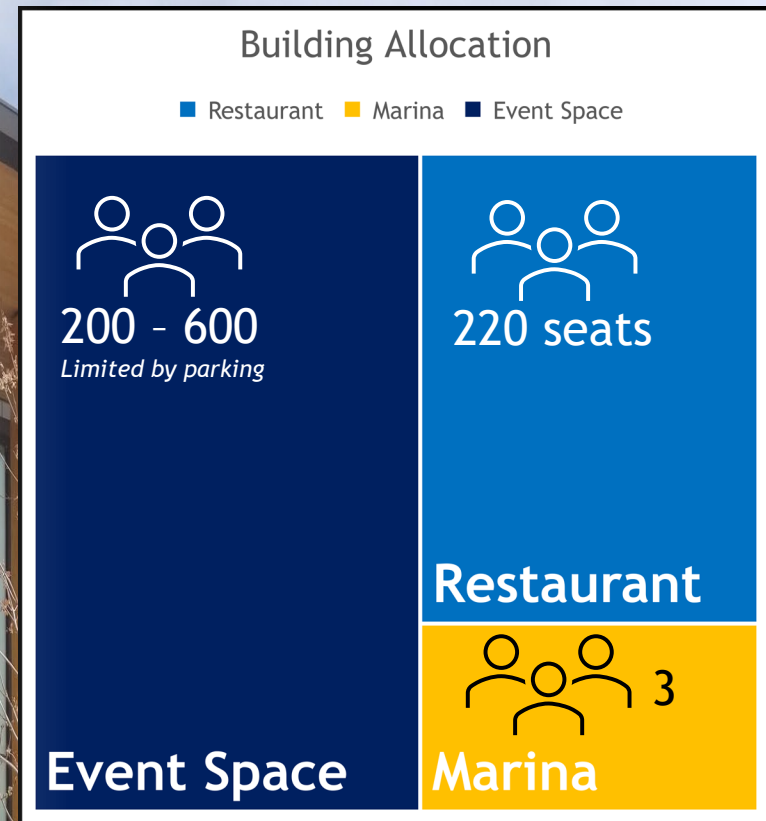 Building Allocation
Restaurant Marina Event Space
200 – 600
Limited by parking
Event Space
220 seats
Restaurant
3
Marina